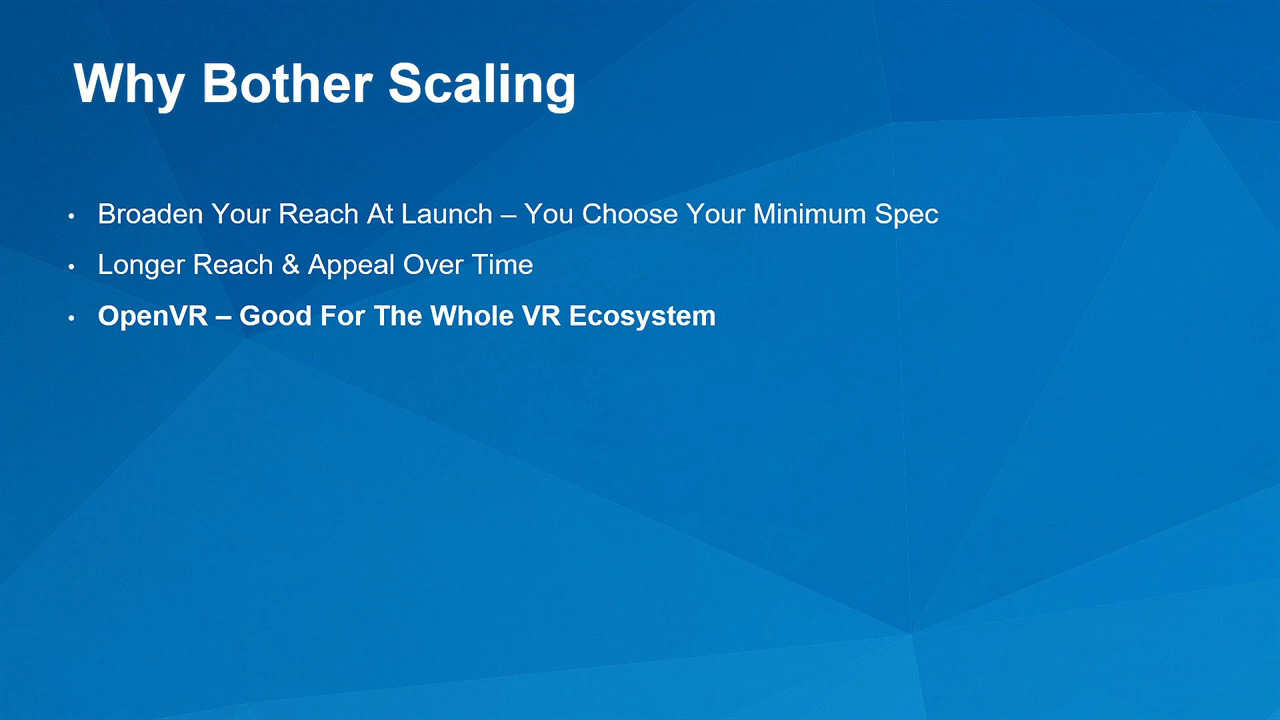 Why Bother Scaling
• Broaden Your Reach At Launch – You Choose Your Minimum Spec
• Longer Reach & Appeal Over Time
• OpenVR – Good For The Whole VR Ecosystem